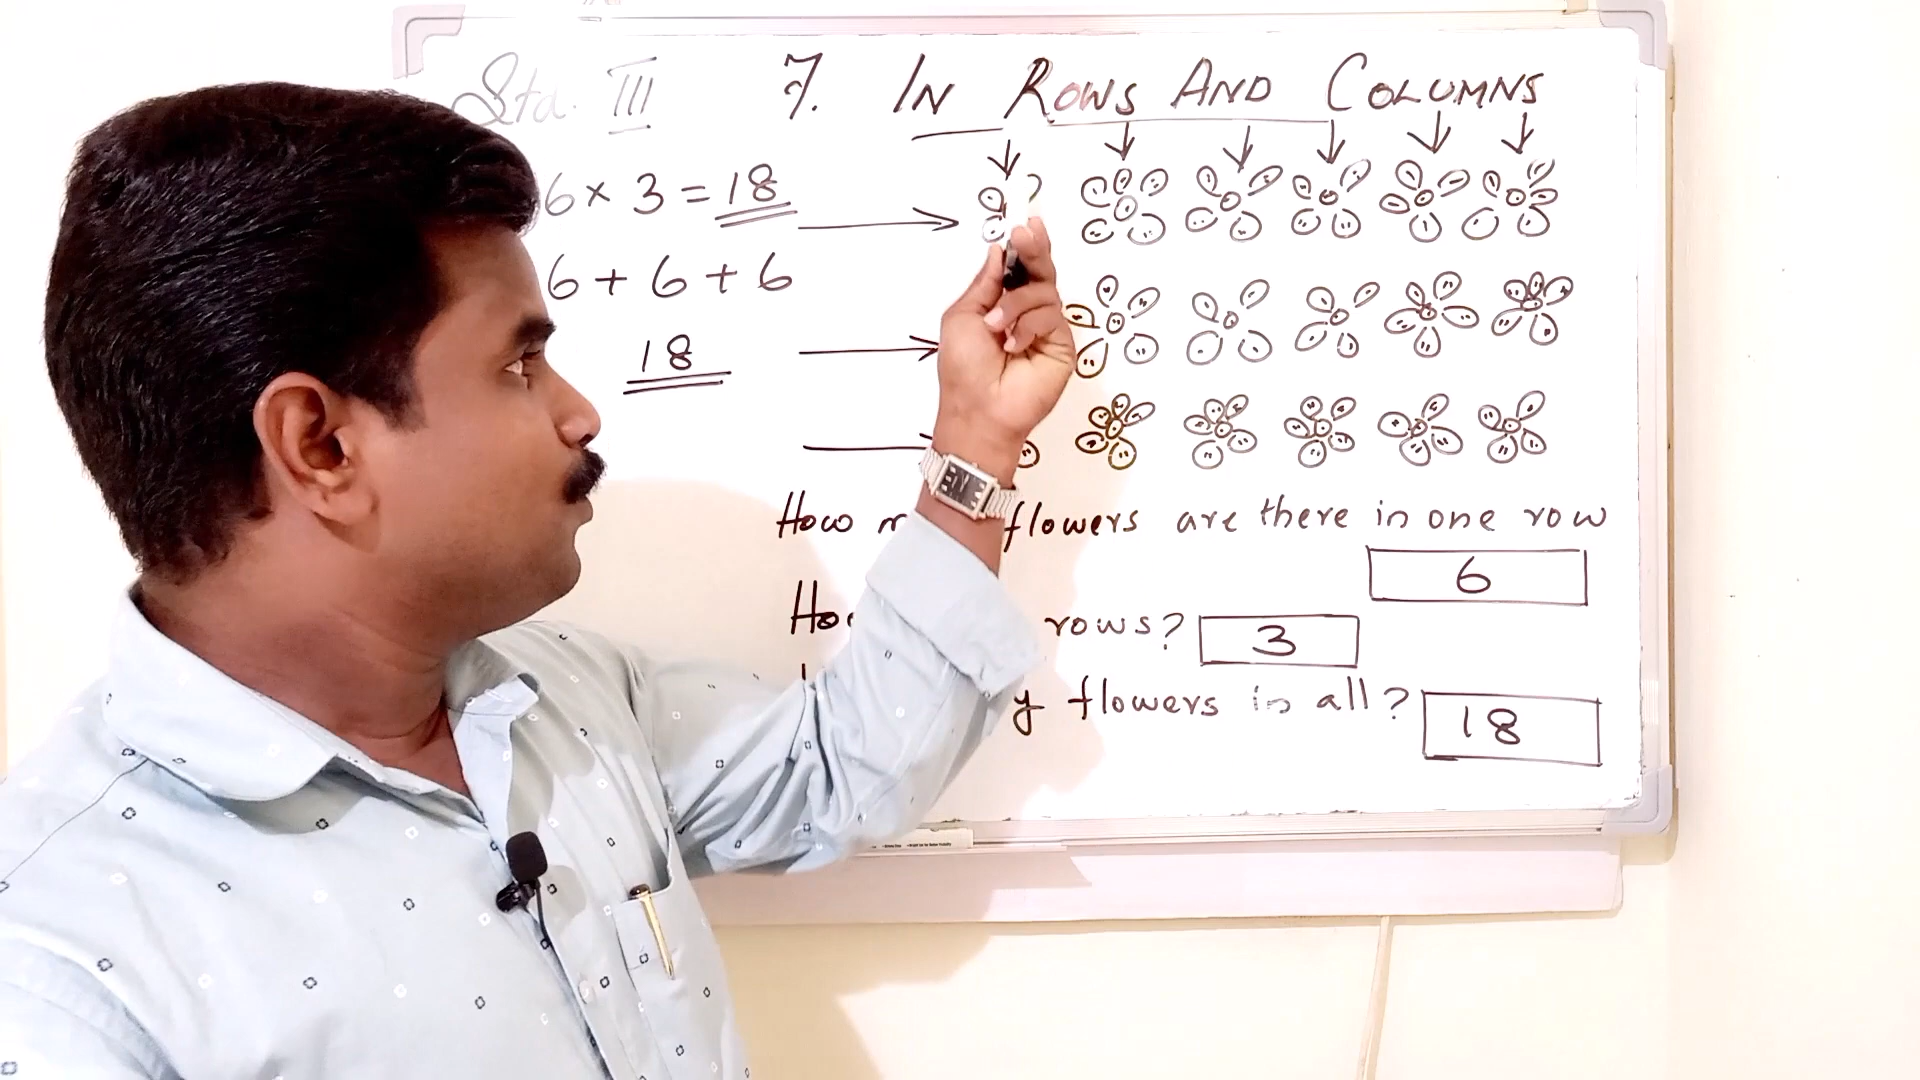 Std. III 7. IN ROWS AND COLUMNS
6 × 3 = 18
6 + 6 + 6
18
How flowers are there in one row
6
rows? 3
flowers in all? 18